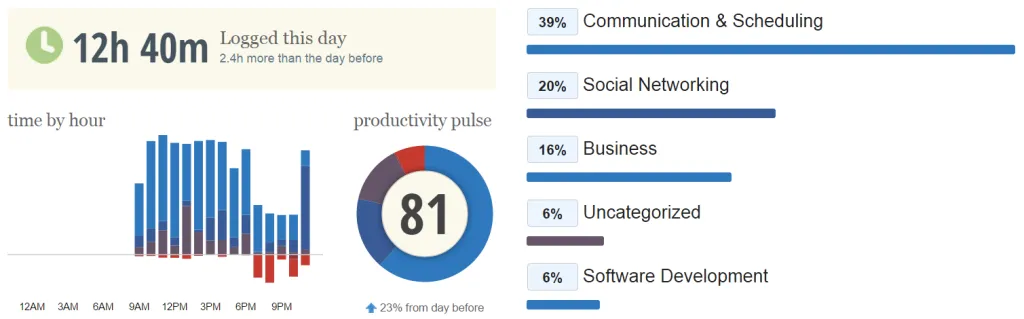 12h 40m
Logged this day
2.4h more than the day before
time by hour
productivity pulse
81
12AM 3AM 6AM 9AM 12PM 3PM 6PM 9PM
23% from day before
39% Communication & Scheduling
20% Social Networking
16% Business
6% Uncategorized
6% Software Development